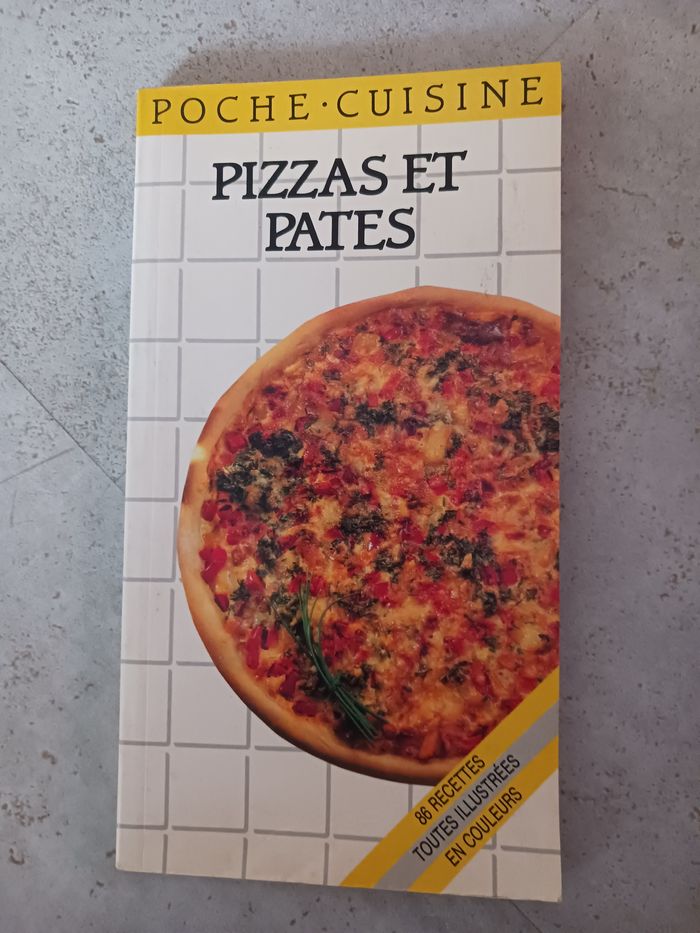 POCHE·CUISINE
PIZZAS ET
PATES
86 RECETTES
TOUTES ILLUSTRÉES
EN COULEURS